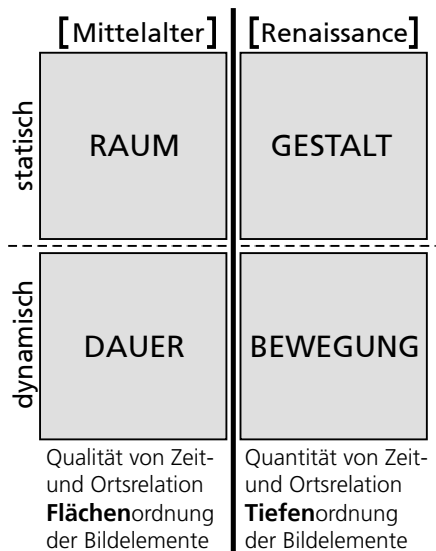 [Mittelalter] [Renaissance]
statisch
RAUM
GESTALT
dynamisch
DAUER
BEWEGUNG
Qualität von Zeit-
und Ortsrelation
Flächenordnung
der Bildelemente
Quantität von Zeit-
und Ortsrelation
Tiefenordnung
der Bildelemente